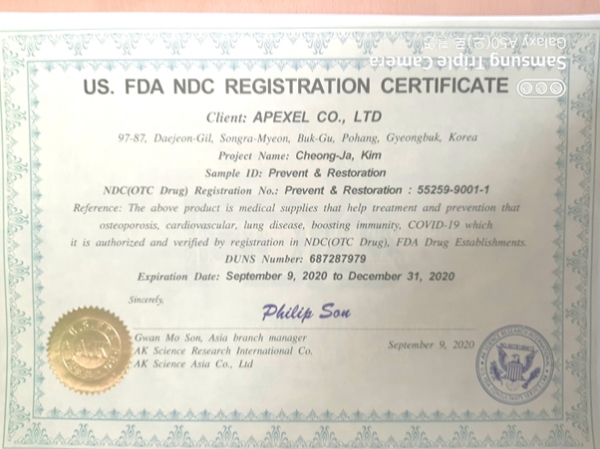 Galaxy A50(오)로 촬영
Samsung Triple Camera
US. FDA NDC REGISTRATION CERTIFICATE
Client: APEXEL CO., LTD
97-87, Daejeon-Gil, Songra-Myeon, Buk-Gu, Pohang, Gyeongbuk, Korea
Project Name: Cheong-Ja, Kim
Sample ID: Prevent & Restoration
NDC(OTC Drug) Registration No.: Prevent & Restoration : 55259-9001-1
Reference: The above product is medical supplies that help treatment and prevention that
osteoporosis, cardiovascular, lung disease, boosting immunity, COVID-19 which
it is authorized and verified by registration in NDC(OTC Drug), FDA Drug Establishments.
DUNS Number: 687287979
Expiration Date: September 9, 2020 to December 31, 2020
Sincerely,
Philip Son
Gwan Mo Son, Asia branch manager
AK Science Research International Co.
AK Science Asia Co., Ltd
September 9, 2020